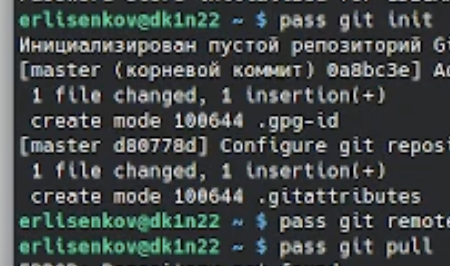 erlisenkov@dk1n22 ~ $ pass git init
Инициализирован пустой репозиторий Gi
[master (корневой коммит) 0a8bc3e] Ad
1 file changed, 1 insertion(+)
create mode 100644 .gpg-id
[master d80778d] Configure git reposi
1 file changed, 1 insertion(+)
create mode 100644 .gitattributes
erlisenkov@dk1n22 ~ $ pass git remote
erlisenkov@dk1n22 ~ $ pass git pull